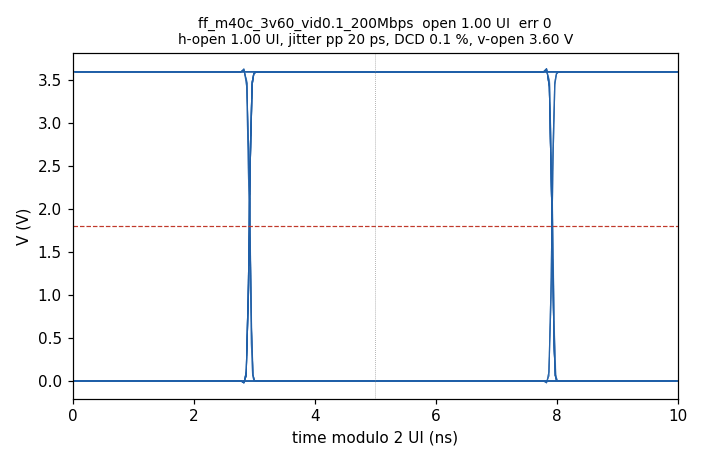 ff_m40c_3v60_vid0.1_200Mbps  open 1.00 UI  err 0
h-open 1.00 UI, jitter pp 20 ps, DCD 0.1 %, v-open 3.60 V
V (V)
3.5
3.0
2.5
2.0
1.5
1.0
0.5
0.0
0 2 4 6 8 10
time modulo 2 UI (ns)